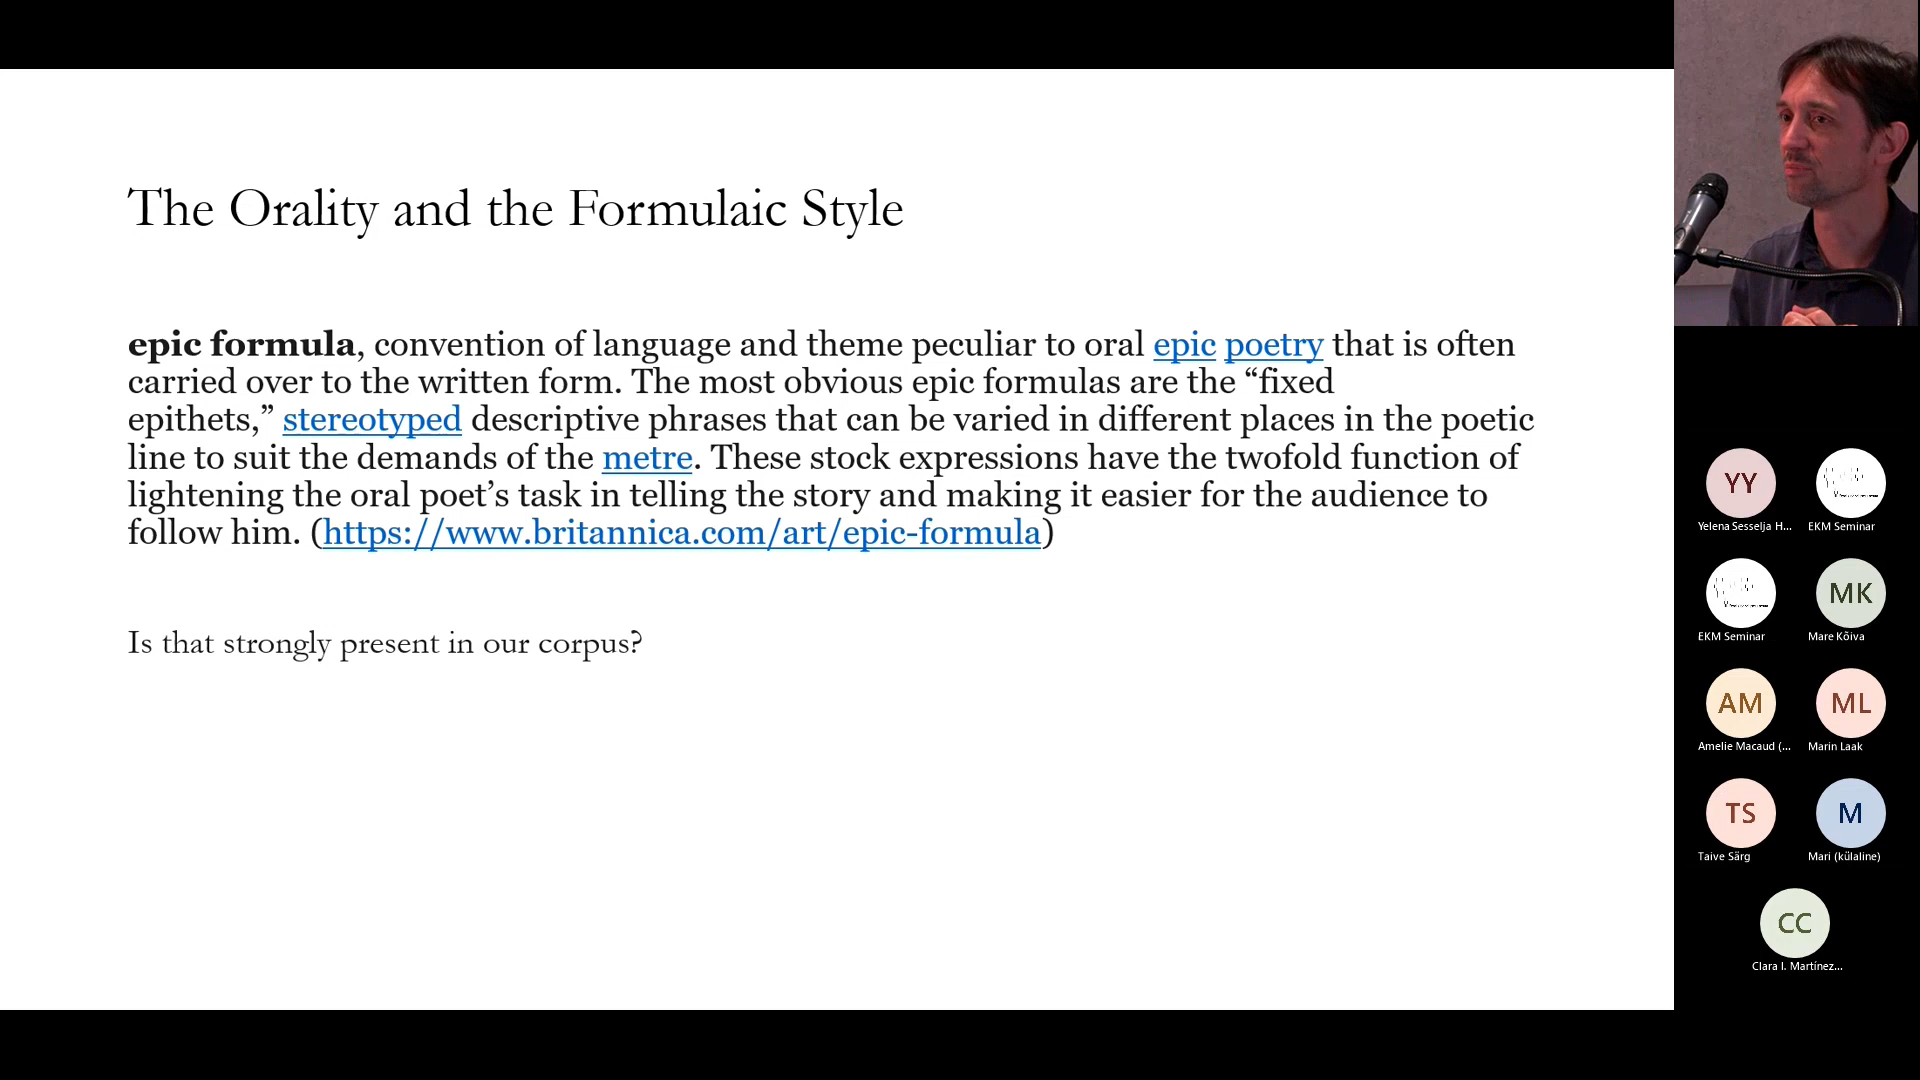 The Orality and the Formulaic Style
epic formula, convention of language and theme peculiar to oral epic poetry that is often
carried over to the written form. The most obvious epic formulas are the “fixed
epithets,” stereotyped descriptive phrases that can be varied in different places in the poetic
line to suit the demands of the metre. These stock expressions have the twofold function of
lightening the oral poet’s task in telling the story and making it easier for the audience to
follow him. (https://www.britannica.com/art/epic-formula)
Is that strongly present in our corpus?
YY
Yelena Sesselja H...
EKM Seminar
EKM Seminar
MK
Mare Kõiva
AM
Amelie Macaud (...
ML
Marin Laak
TS
Taive Särg
M
Mari (külaline)
CC
Clara I. Martínez...